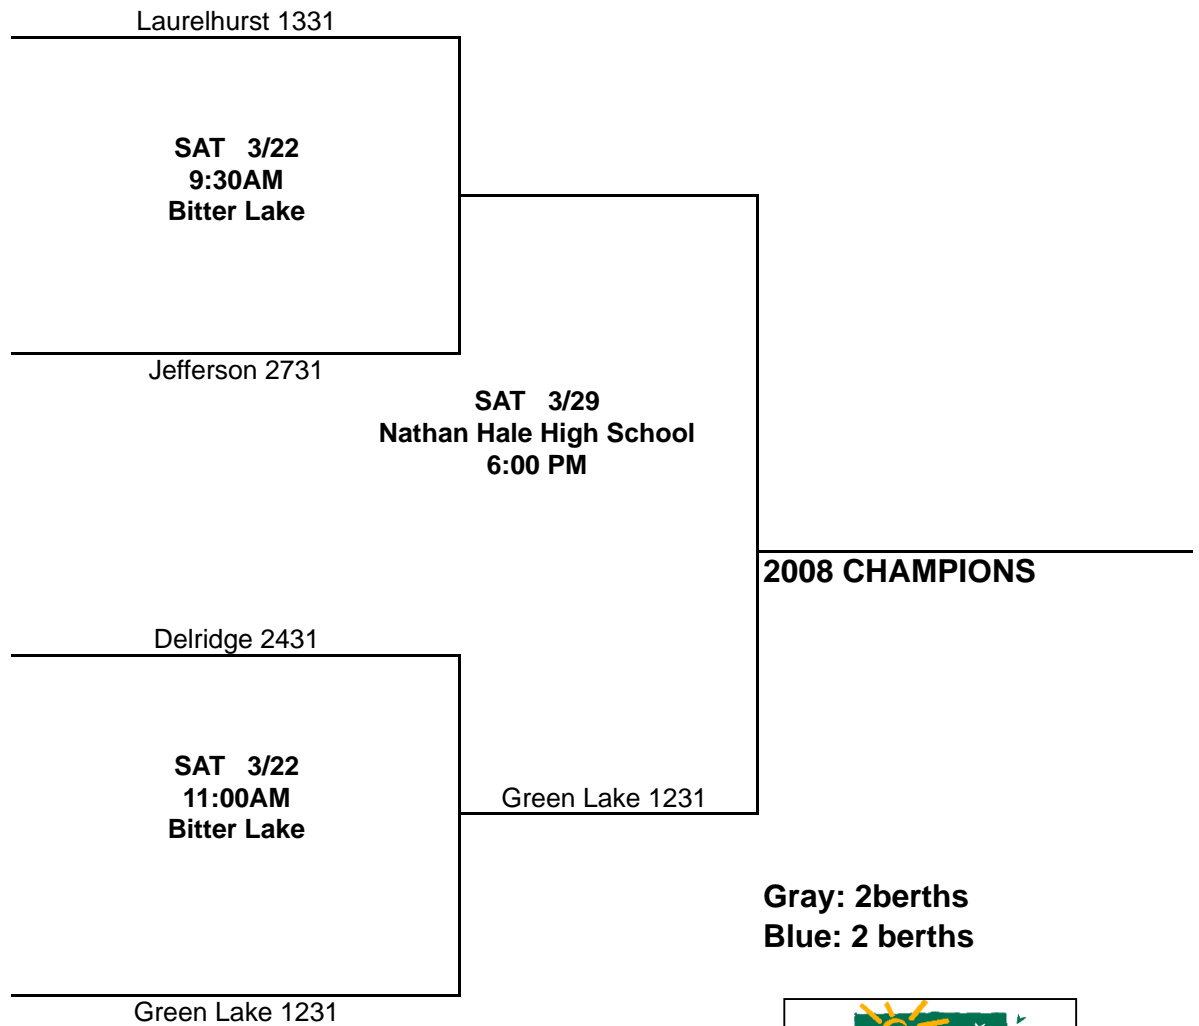 Laurelhurst 1331
SAT   3/22
9:30AM
Bitter Lake
Jefferson 2731
SAT   3/29
Nathan Hale High School
6:00 PM
2008 CHAMPIONS
Delridge 2431
SAT   3/22
11:00AM
Bitter Lake
Green Lake 1231
Gray: 2berths
Blue: 2 berths
Green Lake 1231